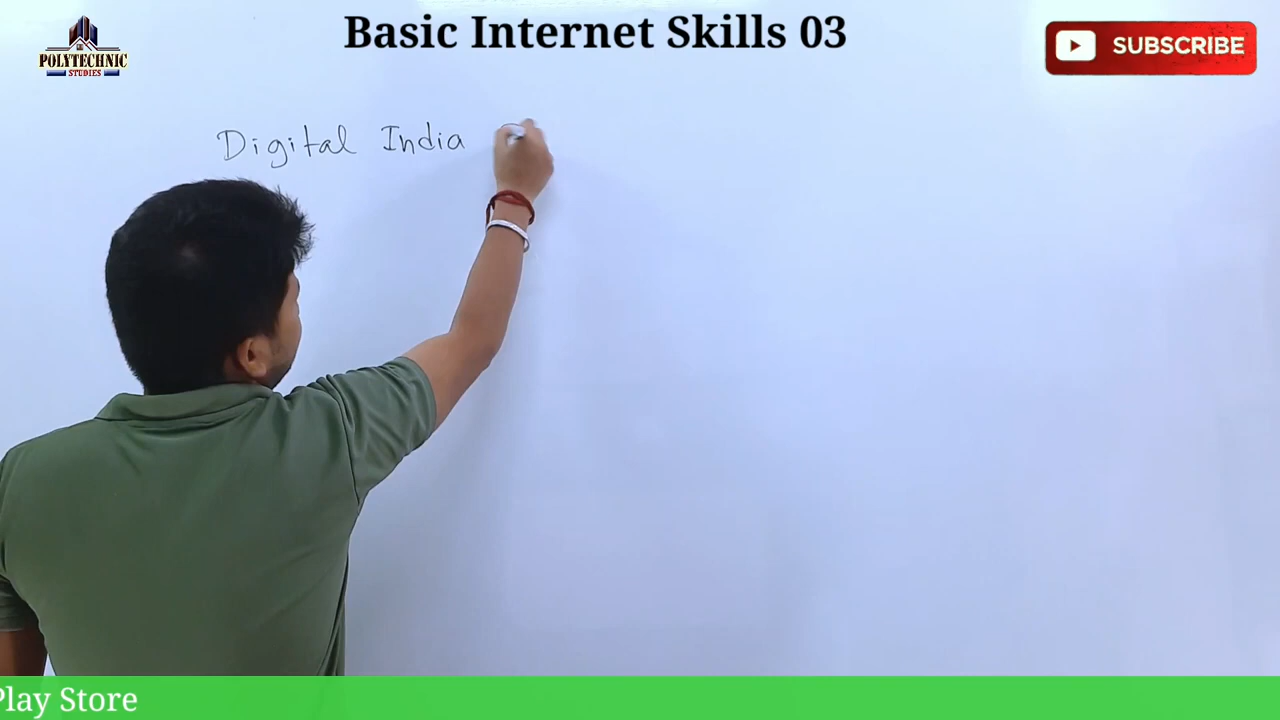 Basic Internet Skills 03
POLYTECHNIC
STUDIES
SUBSCRIBE
Digital India
Play Store